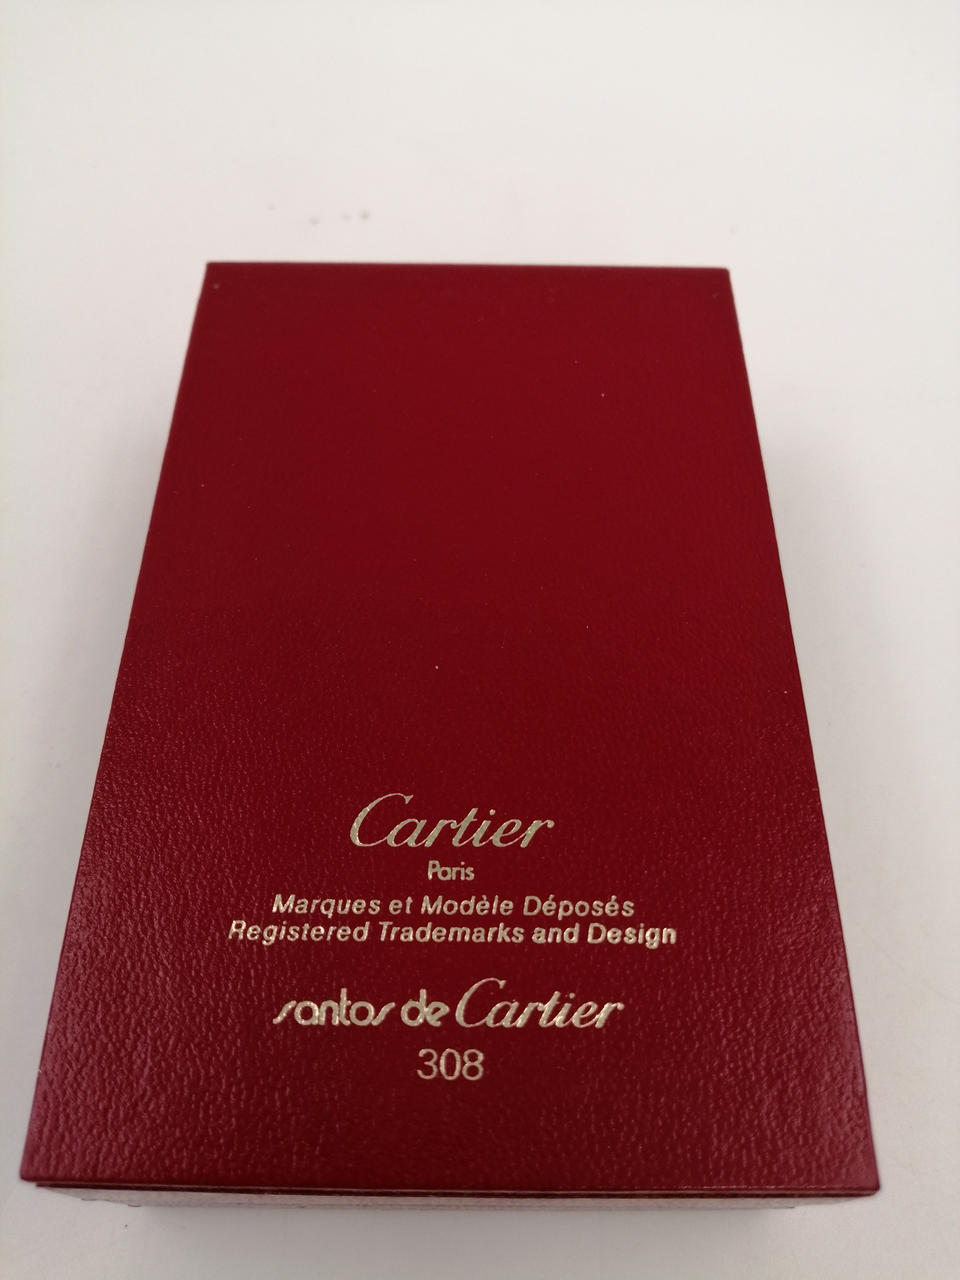 Cartier
Paris
Marques et Modèle Déposés
Registered Trademarks and Design
santos de Cartier
308